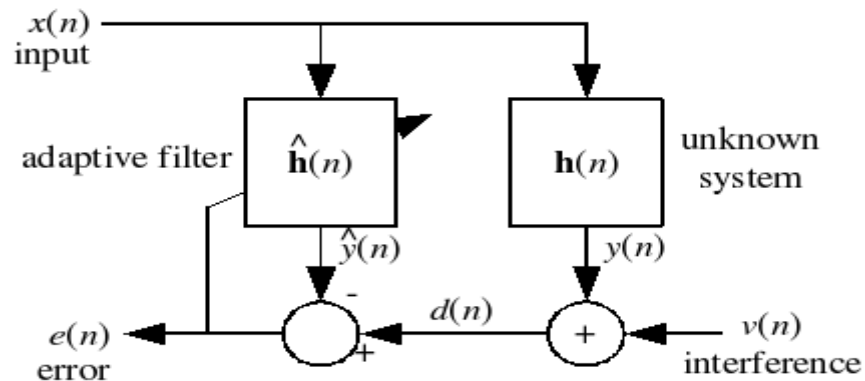 x(n)
input
adaptive filter
ĥ(n)
h(n)
unknown
system
ŷ(n)
y(n)
-
d(n)
+
+
e(n)
error
v(n)
interference